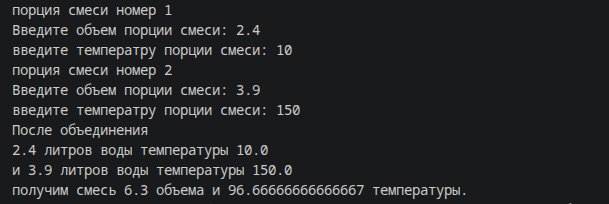 порция смеси номер 1
Введите объем порции смеси: 2.4
введите температру порции смеси: 10
порция смеси номер 2
Введите объем порции смеси: 3.9
введите температру порции смеси: 150
После объединения
2.4 литров воды температуры 10.0
и 3.9 литров воды температуры 150.0
получим смесь 6.3 объема и 96.66666666666667 температуры.